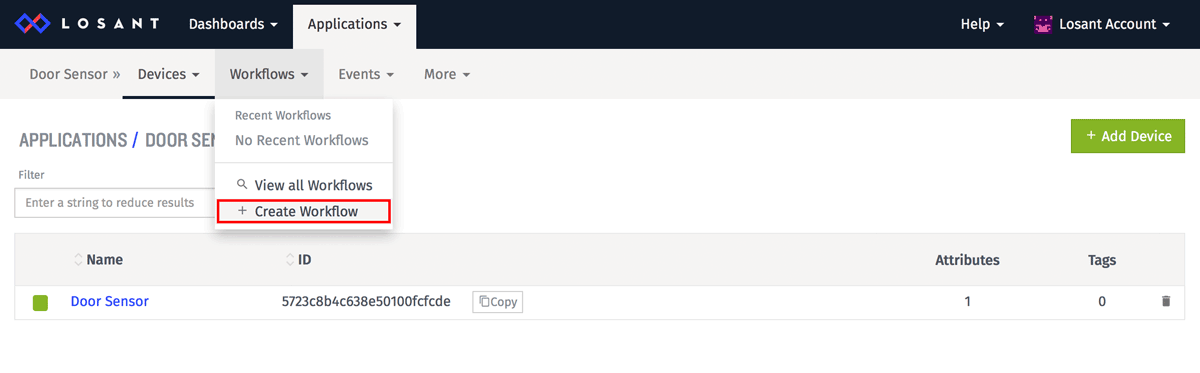 LOSANT Dashboards Applications Help Losant Account
Door Sensor » Devices Workflows Events More
Recent Workflows
No Recent Workflows
APPLICATIONS / DOOR SEN
+ Add Device
Filter
View all Workflows
Enter a string to reduce results
+ Create Workflow
Name ID Attributes Tags
Door Sensor 5723c8b4c638e50100fcfcde Copy 1 0